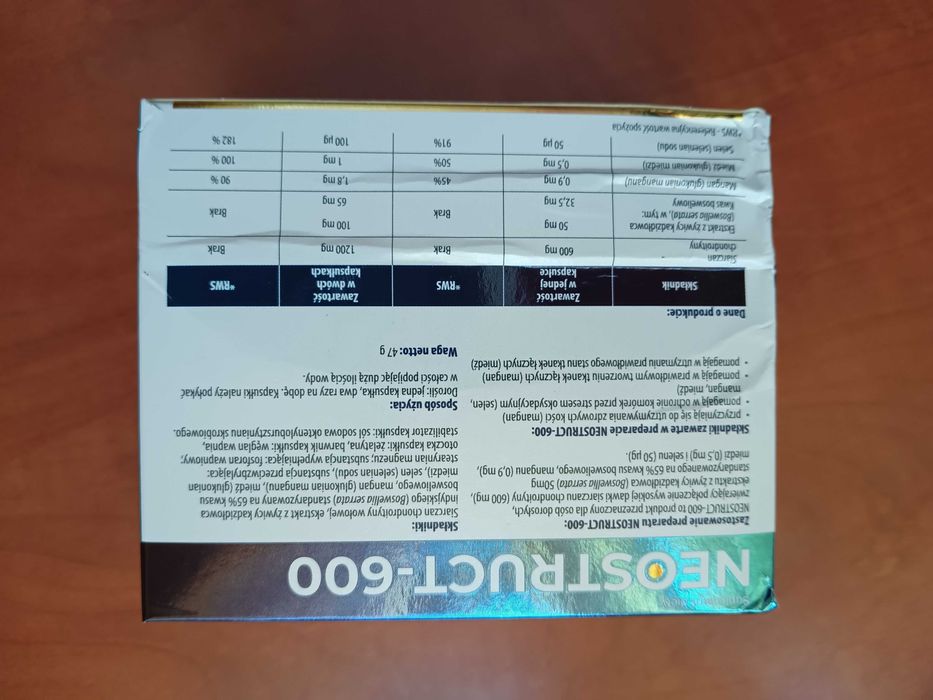 Suplement diety
NEOSTRUCT-600
Zastosowanie preparatu NEOSTRUCT-600:
NEOSTRUCT-600 to produkt przeznaczony dla osób dorosłych,
zwierający połączenie wysokiej dawki siarczanu chondroityny (600 mg),
ekstraktu z żywicy kadzidłowca (Boswellia serrata) 50mg
standaryzowanego na 65% kwasu bosweliowego, manganu (0,9 mg),
miedzi (0,5 mg) i selenu (50 µg).
Składniki zawarte w preparacie NEOSTRUCT-600:
• przyczyniają się do utrzymywania zdrowych kości (mangan)
• pomagają w ochronie komórek przed stresem oksydacyjnym (selen,
mangan, miedź)
• pomagają w prawidłowym tworzeniu tkanek łącznych (mangan)
• pomagają w utrzymaniu prawidłowego stanu tkanek łącznych (miedź)
Składniki:
Siarczan chondroityny wołowej, ekstrakt z żywicy kadzidłowca
indyjskiego (Boswellia serrata) standaryzowany na 65% kwasu
bosweliowego, mangan (glukonian manganu), miedź (glukonian
miedzi), selen (selenian sodu), substancja przeciwzbrylająca:
stearynian magnezu; substancja wypełniająca: fosforan wapniowy;
otoczka kapsułki: żelatyna, barwnik kapsułki: węglan wapnia,
stabilizator kapsułki: sól sodowa oktenylobursztynianu skrobiowego.
Sposób użycia:
Dorośli: jedna kapsułka, dwa razy na dobę. Kapsułki należy połykać
w całości popijając dużą ilością wody.
Waga netto: 47 g
Dane o produkcie:
Składnik Zawartość w jednej kapsułce *RWS Zawartość w dwóch kapsułkach *RWS
Siarczan chondroityny 600 mg Brak 1200 mg Brak
Ekstrakt z żywicy kadzidłowca 50 mg Brak 100 mg Brak
(Boswellia serrata), w tym:
Kwas bosweliowy 32,5 mg 65 mg
Mangan (glukonian manganu) 0,9 mg 45% 1,8 mg 90 %
Miedź (glukonian miedzi) 0,5 mg 50% 1 mg 100 %
Selen (selenian sodu) 50 µg 91% 100 µg 182 %
*RWS - Referencyjna wartość spożycia